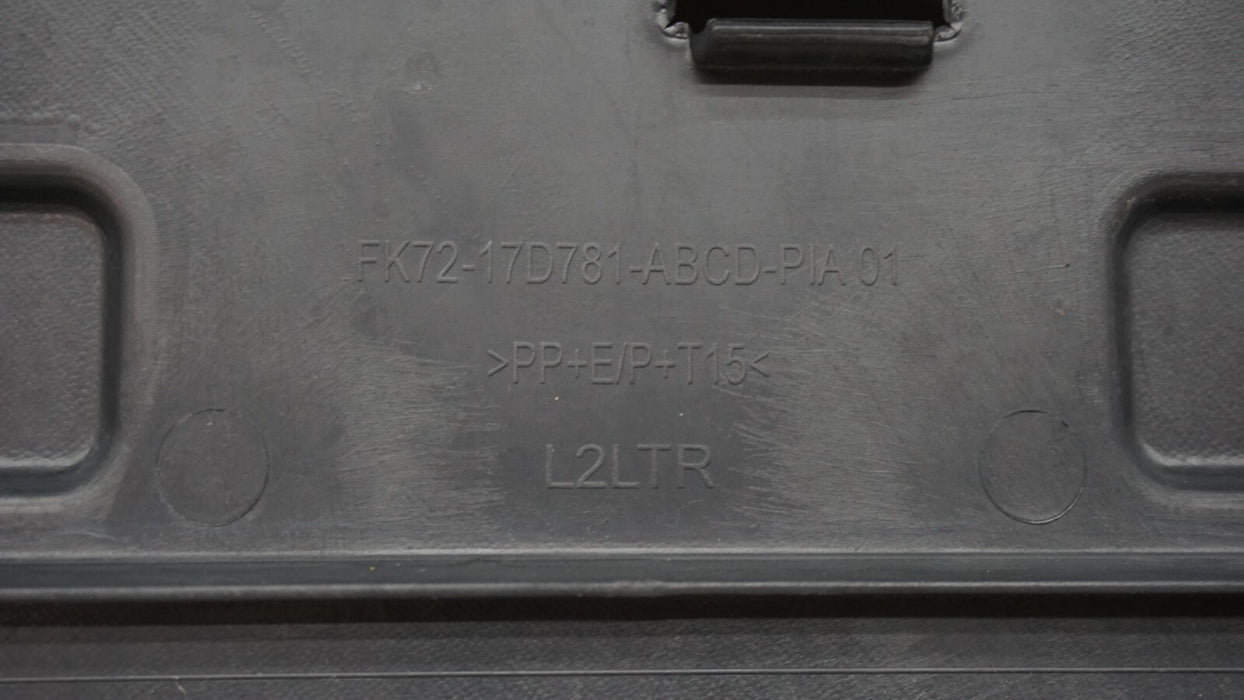 FK72-17D781-ABCD-PIA 01
>PP+E/P+T15<
L2LTR